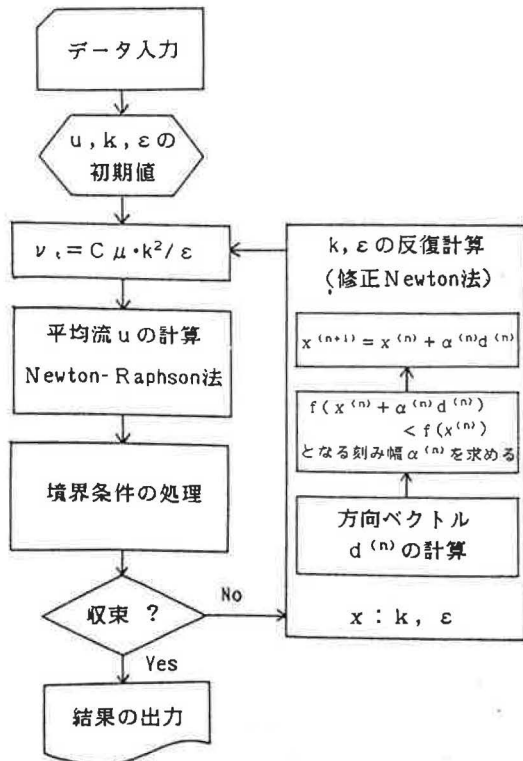 データ入力
u,k,εの
初期値
ν t=Cμ・k²/ε
平均流uの計算
Newton-Raphson法
境界条件の処理
収束 ?
No
Yes
結果の出力
k,εの反復計算
(修正Newton法)
x⁽ⁿ⁺¹⁾=x⁽ⁿ⁾+α⁽ⁿ⁾d⁽ⁿ⁾
f(x⁽ⁿ⁾+α⁽ⁿ⁾d⁽ⁿ⁾)
<f(x⁽ⁿ⁾)
となる刻み幅α⁽ⁿ⁾を求める
方向ベクトル
d⁽ⁿ⁾の計算
x:k, ε